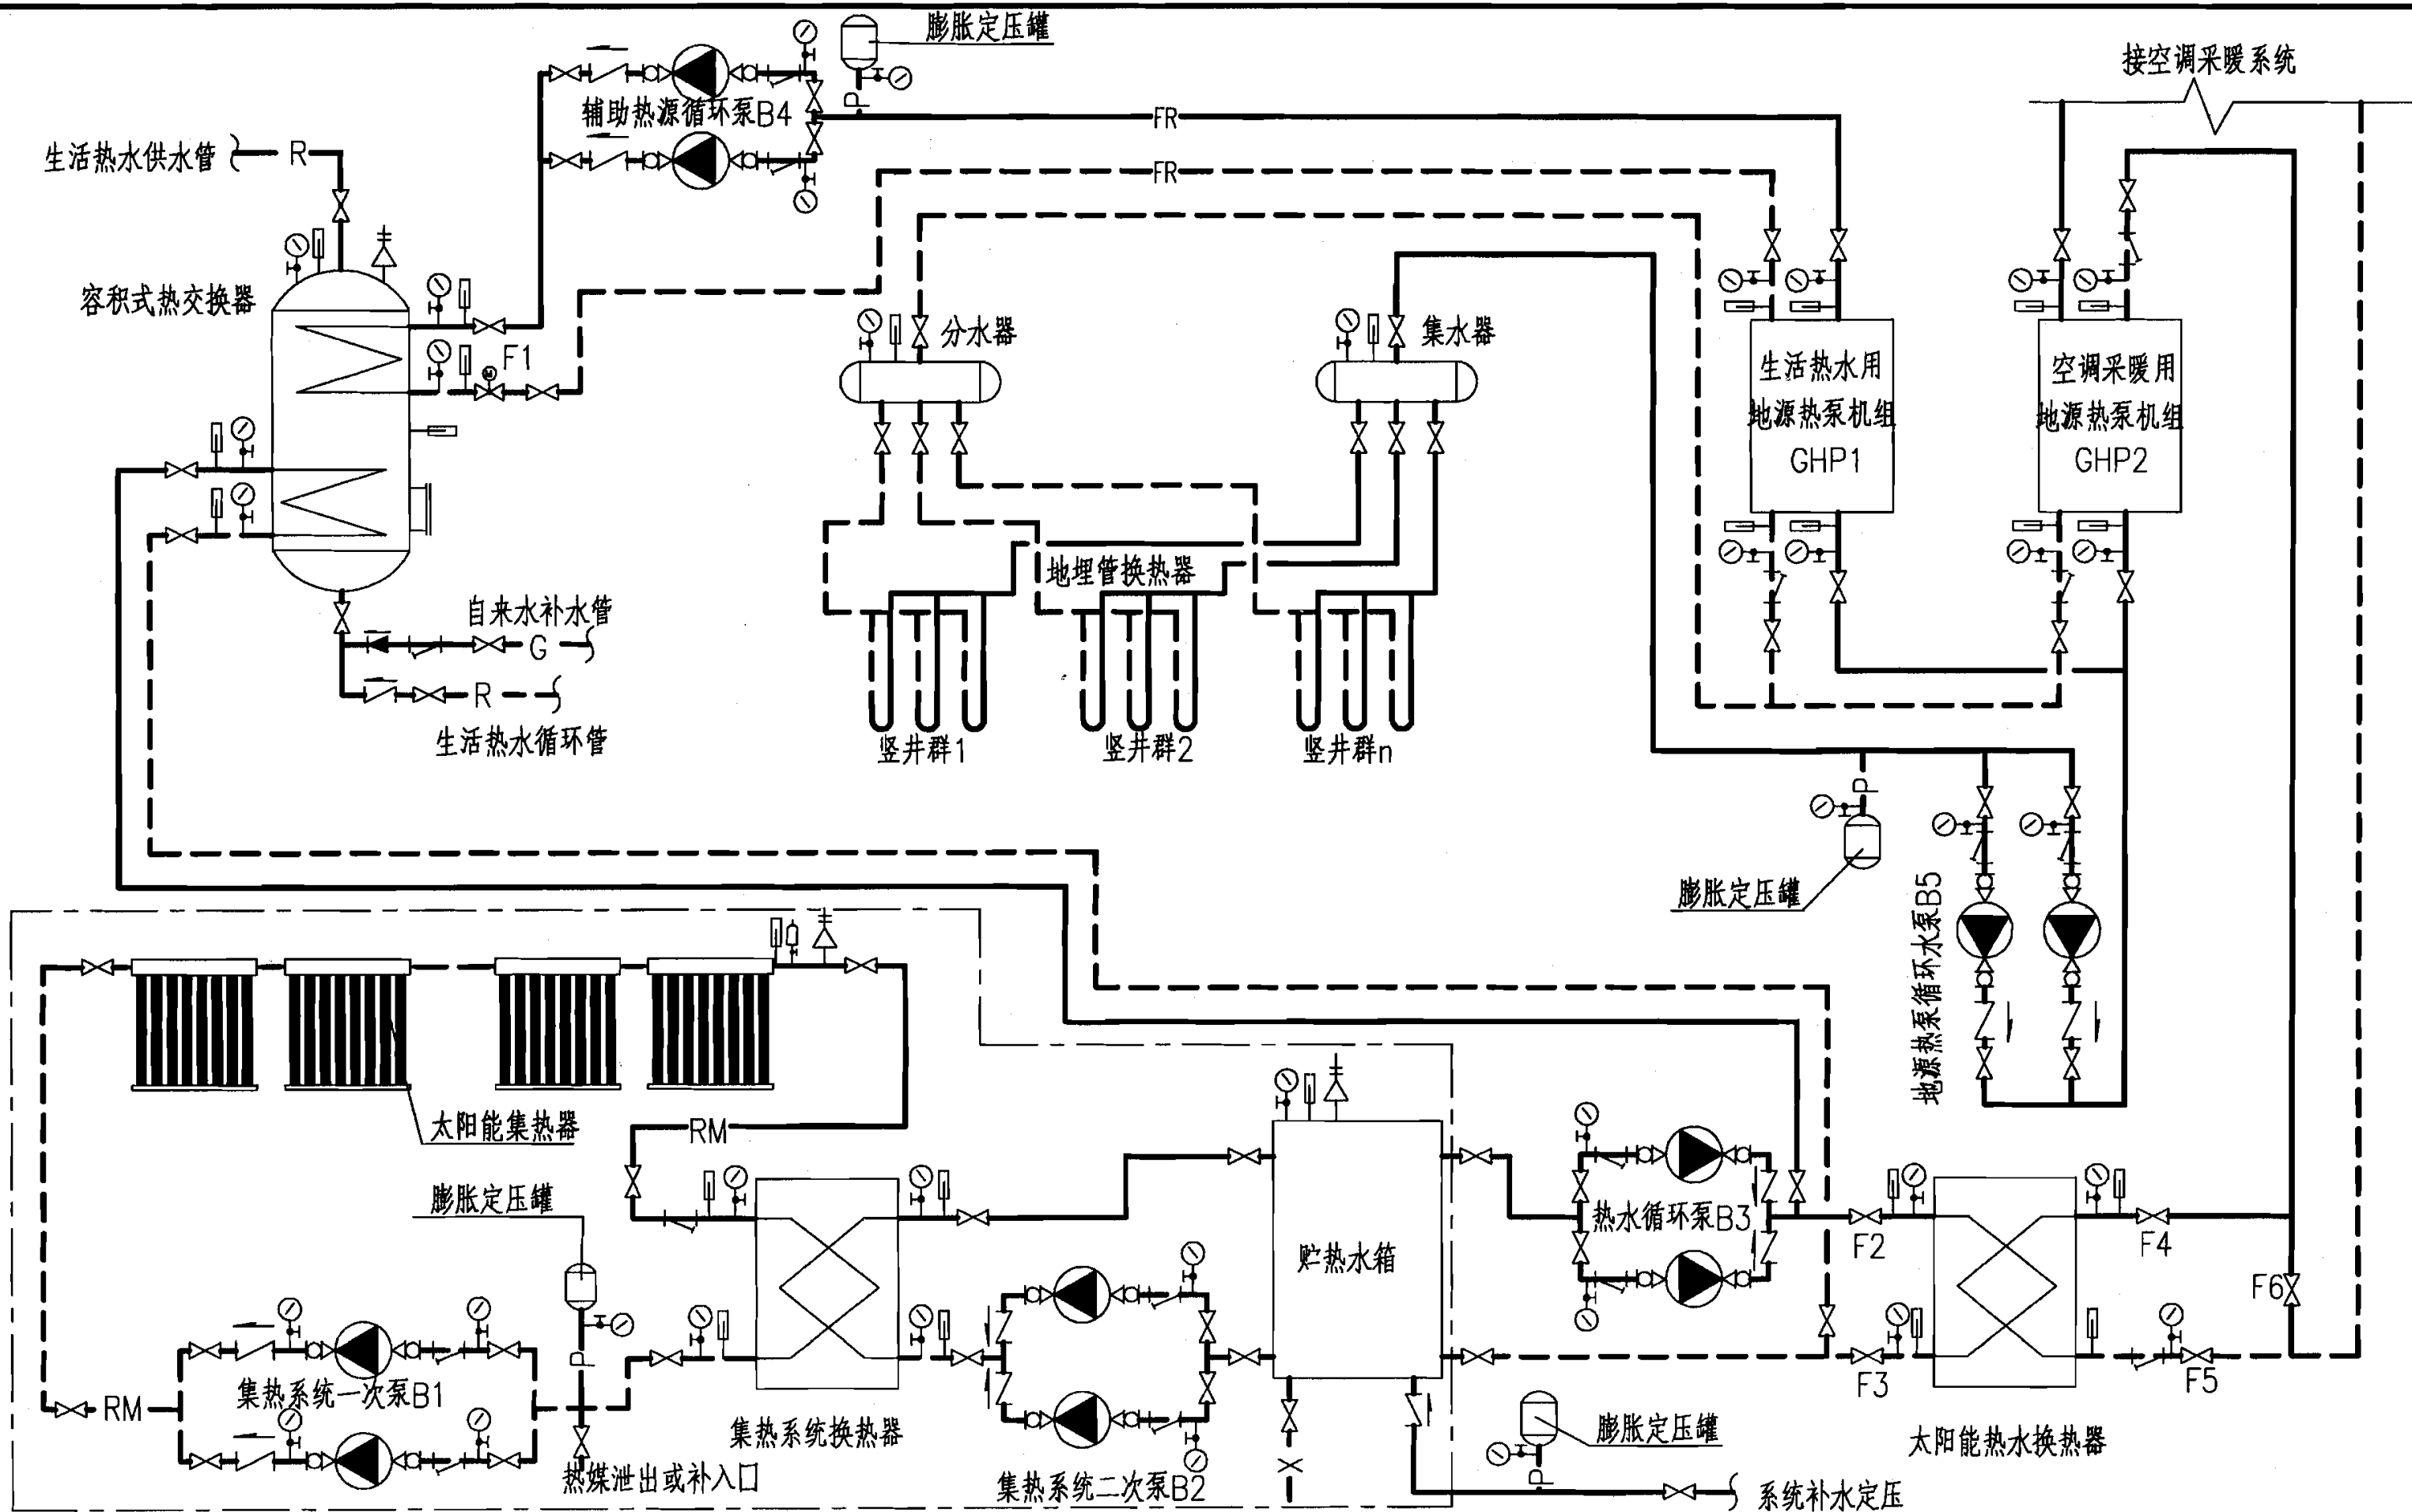 膨胀定压罐
接空调采暖系统
辅助热源循环泵B4
P
FR
生活热水供水管
R
FR
容积式热交换器
F1
分水器
集水器
生活热水用
地源热泵机组
GHP1
空调采暖用
地源热泵机组
GHP2
地埋管换热器
自来水补水管
G
R
生活热水循环管
竖井群1
竖井群2
竖井群n
P
膨胀定压罐
地源热泵循环水泵B5
太阳能集热器
RM
膨胀定压罐
热水循环泵B3
F2
F4
贮热水箱
F6
P
RM
集热系统一次泵B1
F3
F5
集热系统换热器
膨胀定压罐
太阳能热水换热器
热媒泄出或补入口
集热系统二次泵B2
X
P
系统补水定压